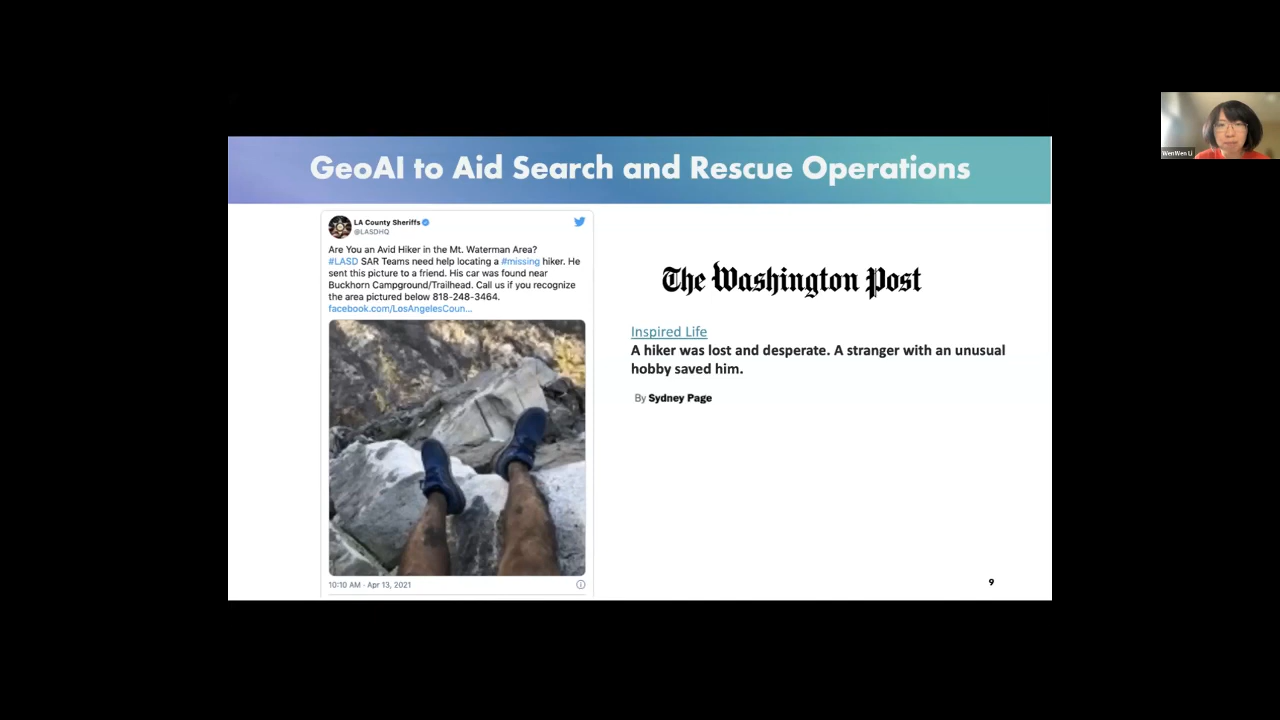 GeoAI to Aid Search and Rescue Operations
LA County Sheriffs
@LASDHQ
Are You an Avid Hiker in the Mt. Waterman Area?
#LASD SAR Teams need help locating a #missing hiker. He
sent this picture to a friend. His car was found near
Buckhorn Campground/Trailhead. Call us if you recognize
the area pictured below 818-248-3464.
facebook.com/LosAngelesCoun...
10:10 AM · Apr 13, 2021
The Washington Post
Inspired Life
A hiker was lost and desperate. A stranger with an unusual
hobby saved him.
By Sydney Page
9
WenWen Li